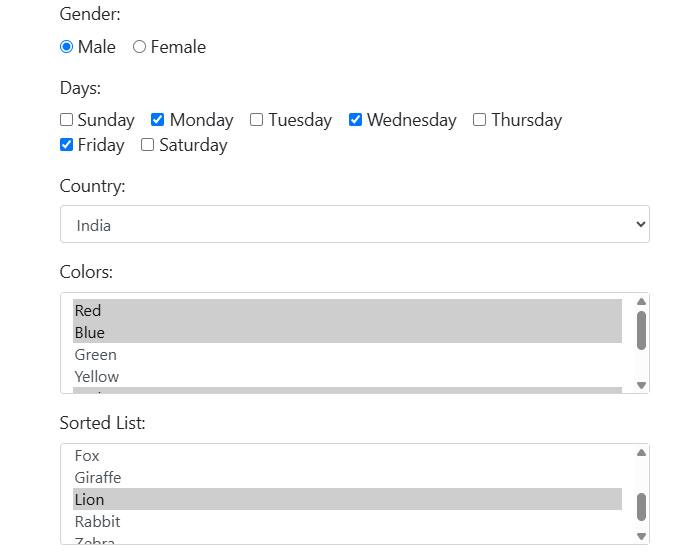 Gender:
Male Female
Days:
Sunday Monday Tuesday Wednesday Thursday
Friday Saturday
Country:
India
Colors:
Red
Blue
Green
Yellow
Sorted List:
Fox
Giraffe
Lion
Rabbit
Zebra